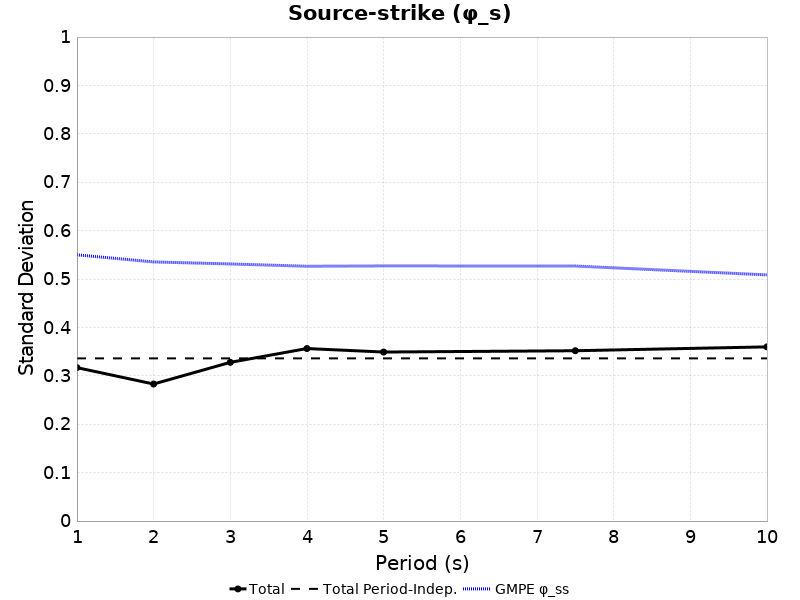 Source-strike (φ_s)
1
0.9
0.8
0.7
0.6
0.5
0.4
0.3
0.2
0.1
0
Standard Deviation
1 2 3 4 5 6 7 8 9 10
Period (s)
Total Total Period-Indep. GMPE φ_ss